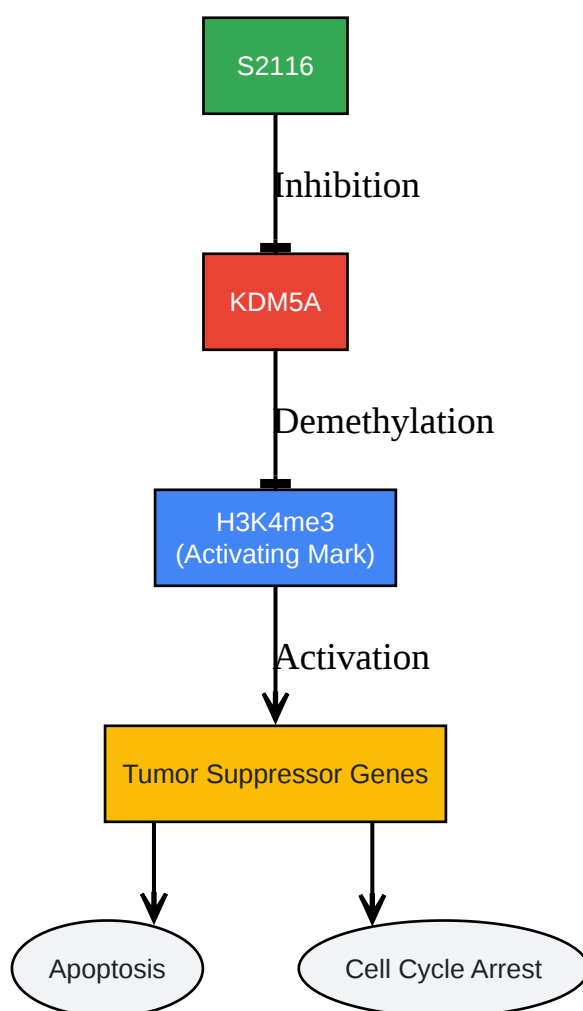 S2116
Inhibition
KDM5A
Demethylation
H3K4me3
(Activating Mark)
Activation
Tumor Suppressor Genes
Apoptosis
Cell Cycle Arrest